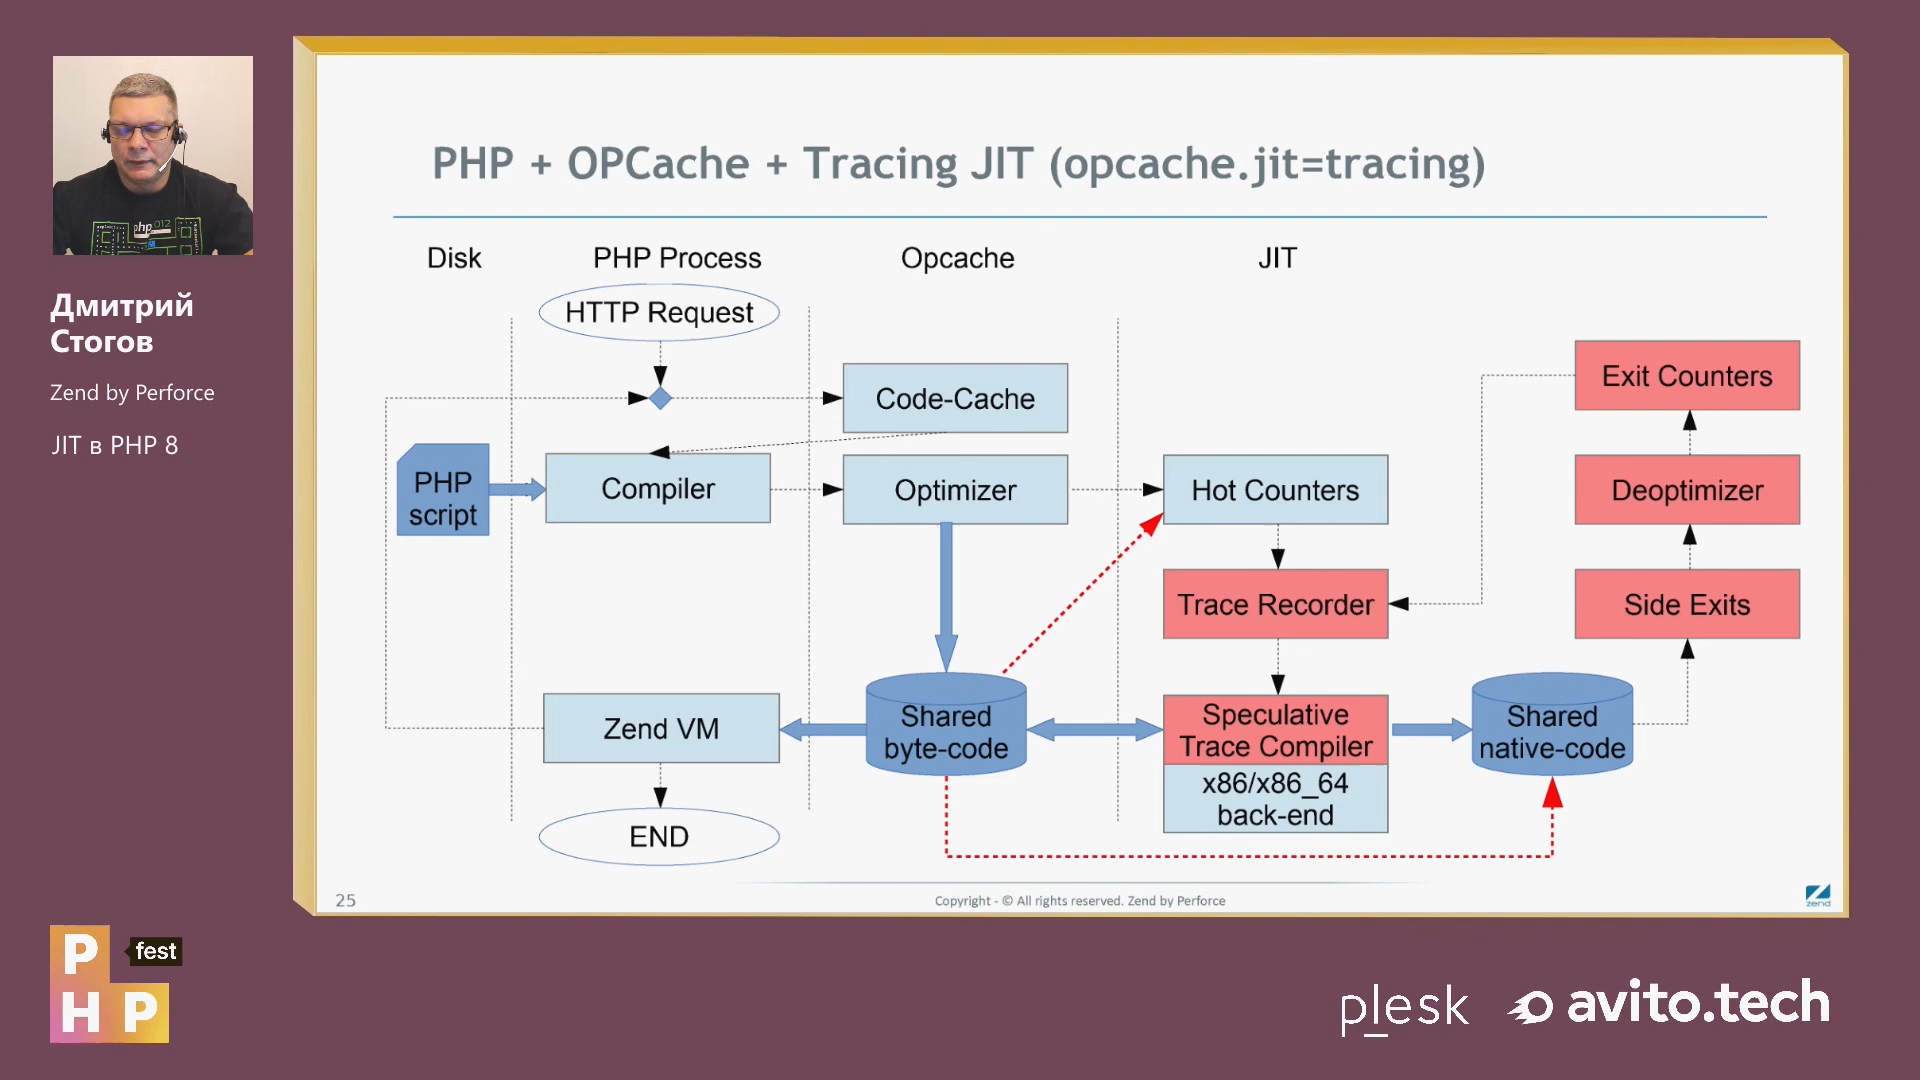 Дмитрий
Стогов
Zend by Perforce
JIT в PHP 8
PHP + OPCache + Tracing JIT (opcache.jit=tracing)
Disk
PHP Process
Opcache
JIT
HTTP Request
Code-Cache
Exit Counters
PHP
script
Compiler
Optimizer
Hot Counters
Deoptimizer
Trace Recorder
Side Exits
Zend VM
Shared
byte-code
Speculative
Trace Compiler
x86/x86_64
back-end
Shared
native-code
END
25
Copyright - © All rights reserved. Zend by Perforce
zend
P
fest
HP
plesk
avito.tech